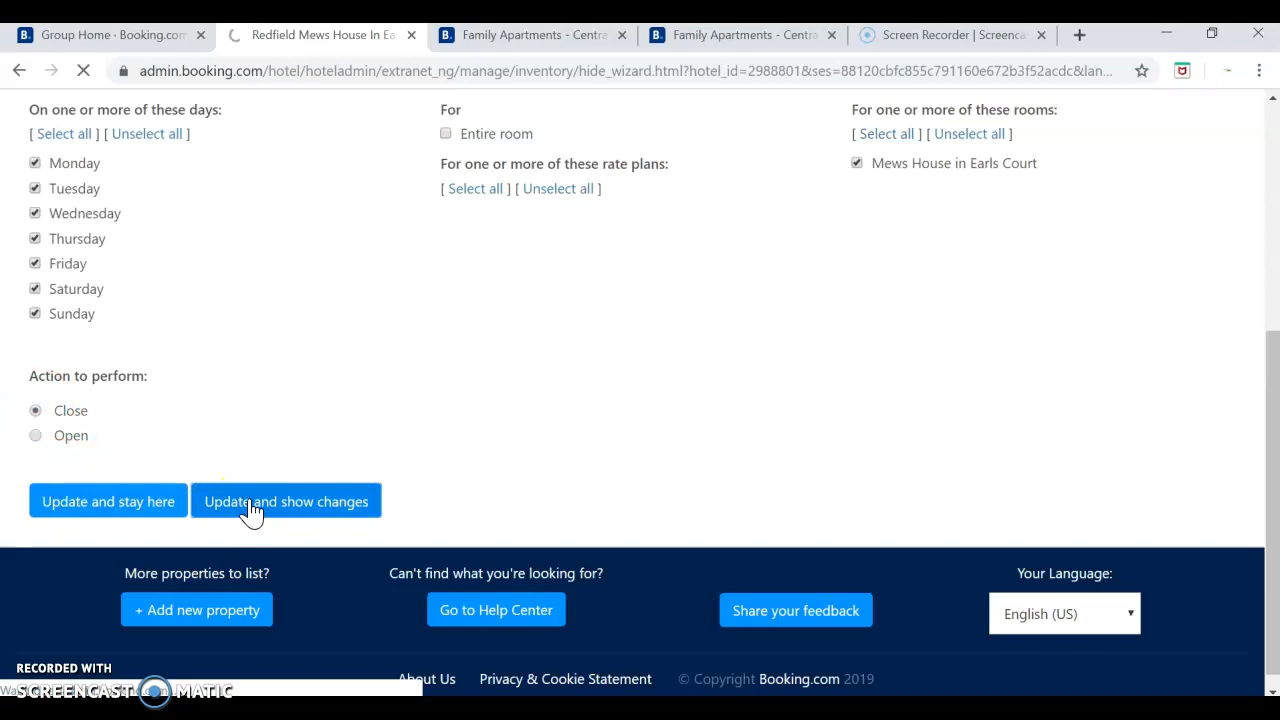 Group Home · Booking.com
Redfield Mews House In Ea
Family Apartments - Centra
Family Apartments - Centra
Screen Recorder | Screenca
admin.booking.com/hotel/hoteladmin/extranet_ng/manage/inventory/hide_wizard.html?hotel_id=2988801&ses=88120cbfc855c791160e672b3f52acdc&lan...
On one or more of these days:
[ Select all ] [ Unselect all ]
Monday
Tuesday
Wednesday
Thursday
Friday
Saturday
Sunday
For
Entire room
For one or more of these rate plans:
[ Select all ] [ Unselect all ]
For one or more of these rooms:
[ Select all ] [ Unselect all ]
Mews House in Earls Court
Action to perform:
Close
Open
Update and stay here
Update and show changes
More properties to list?
+ Add new property
Can't find what you're looking for?
Go to Help Center
Share your feedback
Your Language:
English (US)
About Us
Privacy & Cookie Statement
© Copyright Booking.com 2019
RECORDED WITH
SCREENCAST MATIC